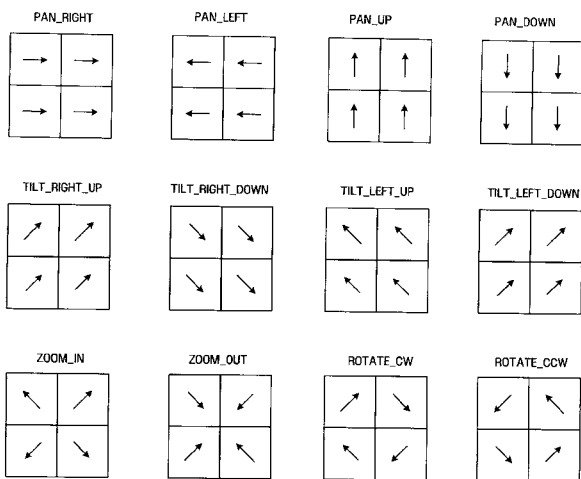 PAN_RIGHT PAN_LEFT PAN_UP PAN_DOWN
TILT_RIGHT_UP TILT_RIGHT_DOWN TILT_LEFT_UP TILT_LEFT_DOWN
ZOOM_IN ZOOM_OUT ROTATE_CW ROTATE_CCW